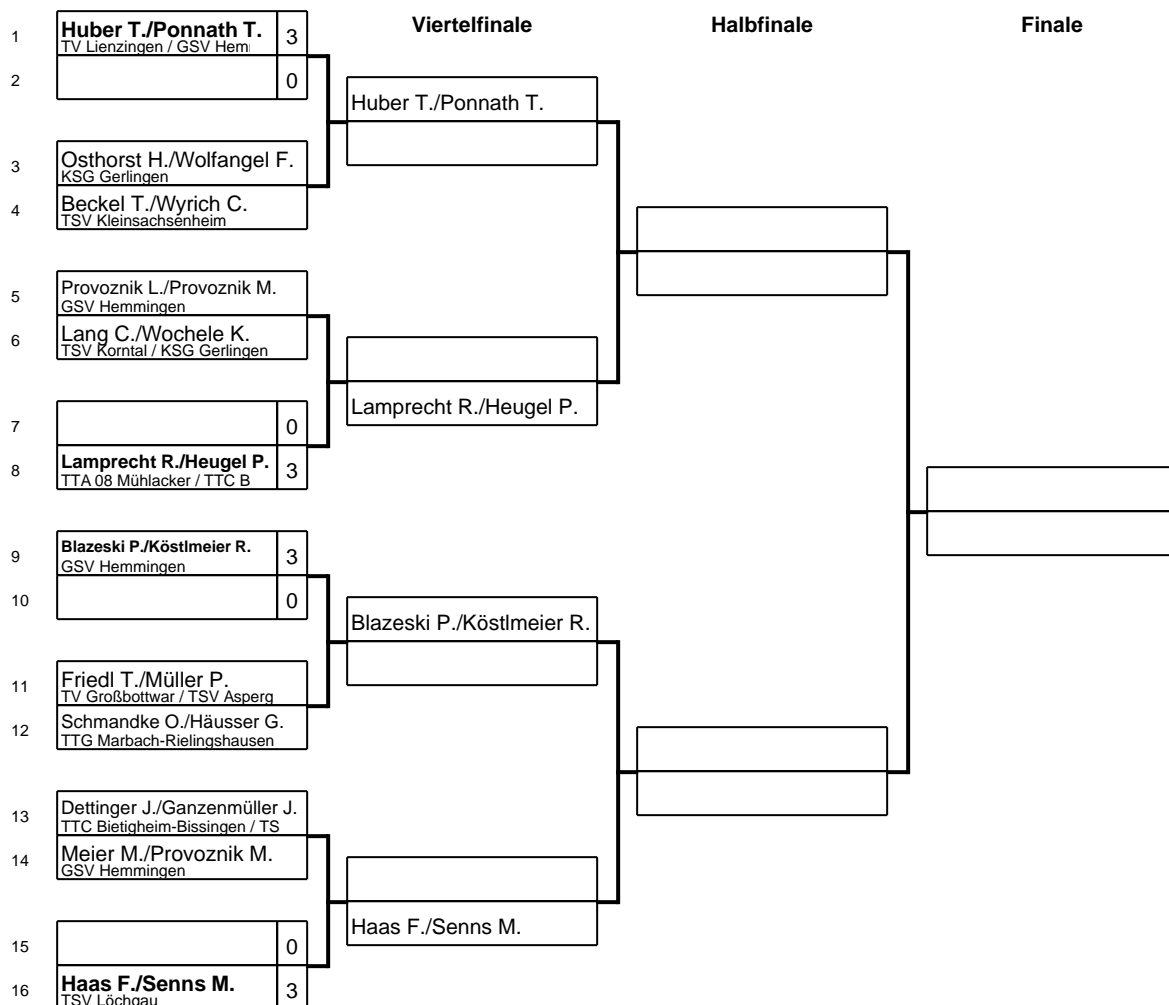 Viertelfinale
Halbfinale
Finale
1
Huber T./Ponnath T.
3
TV Lienzingen / GSV Hem
2
0
Huber T./Ponnath T.
3
Osthorst H./Wolfangel F.
KSG Gerlingen
4
Beckel T./Wyrich C.
TSV Kleinsachsenheim
5
Provoznik L./Provoznik M.
GSV Hemmingen
6
Lang C./Wochele K.
TSV Korntal / KSG Gerlingen
7
0
Lamprecht R./Heugel P.
8
Lamprecht R./Heugel P.
3
TTA 08 Mühlacker / TTC B
9
Blazeski P./Köstlmeier R.
3
GSV Hemmingen
10
0
Blazeski P./Köstlmeier R.
11
Friedl T./Müller P.
TV Großbottwar / TSV Asperg
12
Schmandke O./Häusser G.
TTG Marbach-Rielingshausen
13
Dettinger J./Ganzenmüller J.
TTC Bietigheim-Bissingen / TS
14
Meier M./Provoznik M.
GSV Hemmingen
15
0
Haas F./Senns M.
16
Haas F./Senns M.
3
TSV Löchgau